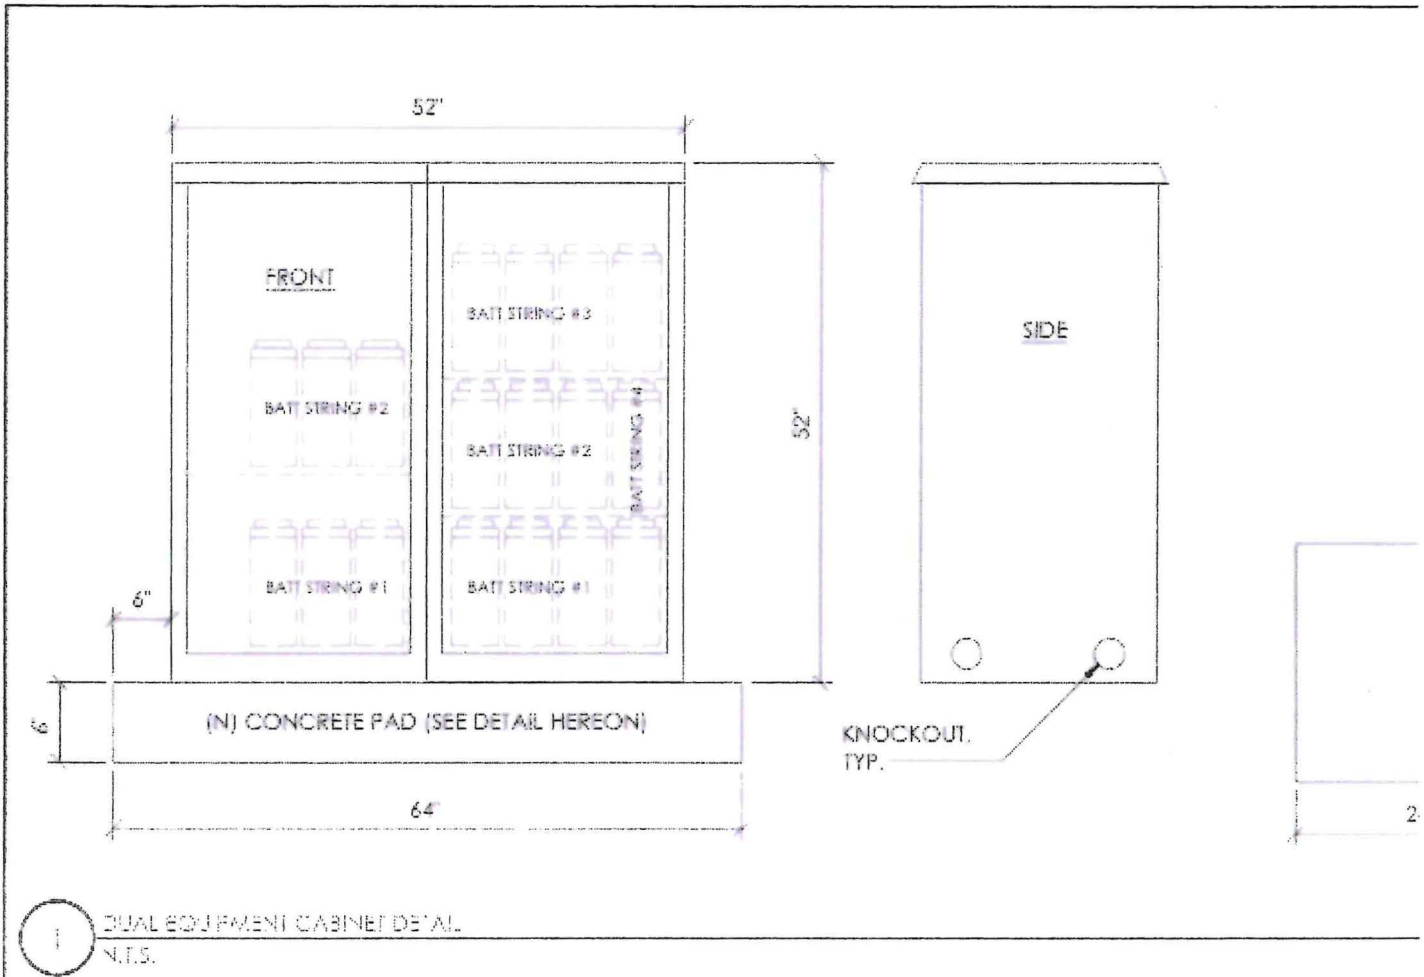 52"
FRONT
BATT STRING #3
SIDE
BATT STRING #2
52"
BATT STRING #2
BATT STRING #4
BATT STRING #1
BATT STRING #1
6"
6"
(N) CONCRETE PAD (SEE DETAIL HEREON)
KNOCKOUT.
TYP.
64"
1
DUAL EQUIPMENT CABINET DETAIL
N.T.S.